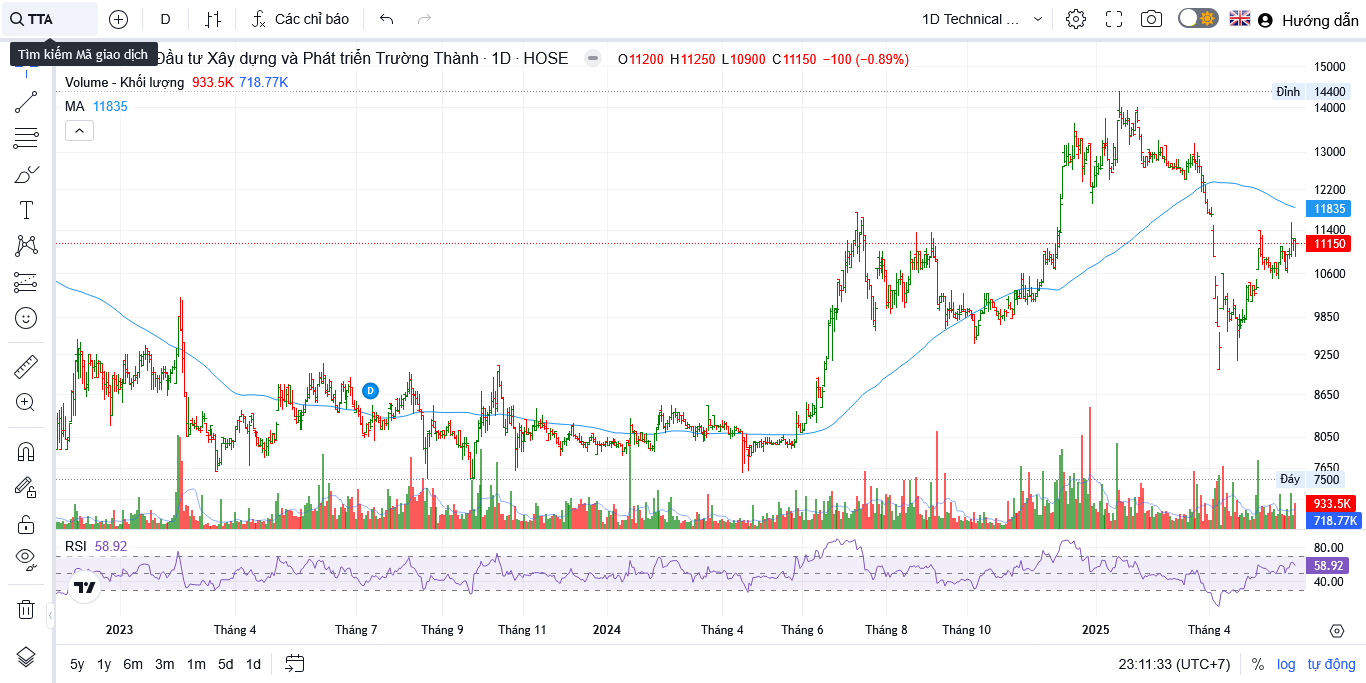 TTA D Các chỉ báo 1D Technical ... Hướng dẫn
Tìm kiếm Mã giao dịch
Đầu tư Xây dựng và Phát triển Trường Thành · 1D · HOSE O11200 H11250 L10900 C11150 −100 (−0.89%)
Volume - Khối lượng 933.5K 718.77K
MA 11835
15000
Đỉnh 14400
14000
13000
12200
11835
11400
11150
10600
9850
9250
8650
D
8050
7650
Đáy 7500
933.5K
718.77K
RSI 58.92
80.00
58.92
40.00
2023 Tháng 4 Tháng 7 Tháng 9 Tháng 11 2024 Tháng 4 Tháng 6 Tháng 8 Tháng 10 2025 Tháng 4
5y 1y 6m 3m 1m 5d 1d 23:11:33 (UTC+7) % log tự động